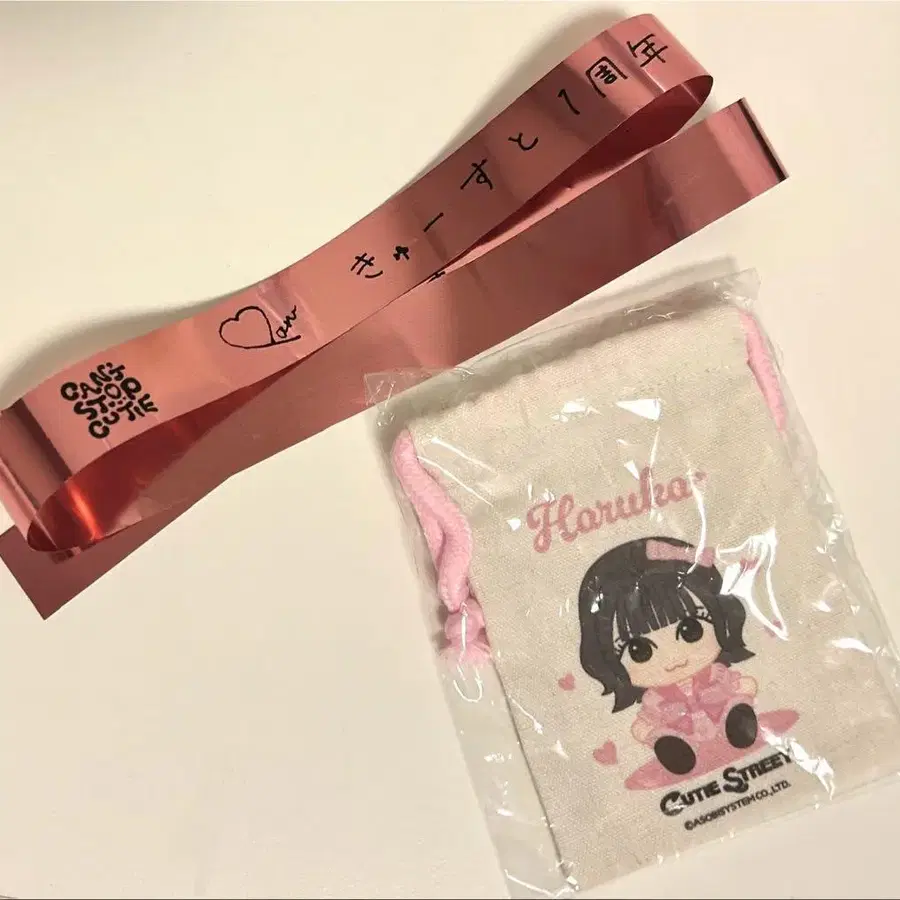 きゅーすと1周年
CAN'T
STOP
CUTIE
Haruka
CUTIE STREET
©ASOBISYSTEM CO.,LTD.